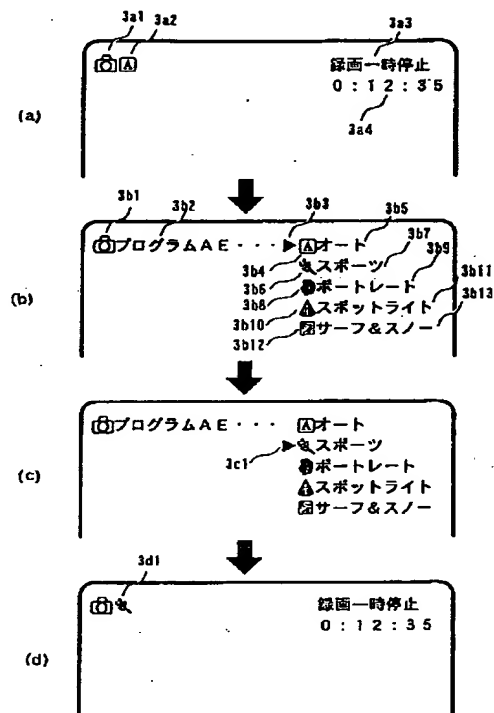 3a1 3a2 3a3
A 録画一時停止
(a) 0:12:35
3a4
3b1 3b2 3b3 3b5
プログラムAE・・・▶Aオート 3b7
3b4 スポーツ 3b9
3b6 ポートレート 3b11
(b) 3b8 スポットライト 3b13
3b10 サーフ&スノー
3b12
プログラムAE・・・ Aオート
3c1 ▶スポーツ
(c) ポートレート
スポットライト
サーフ&スノー
3d1
録画一時停止
0:12:35
(d)